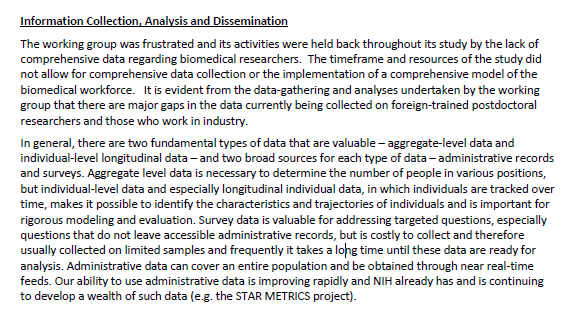 Information Collection, Analysis and Dissemination
The working group was frustrated and its activities were held back throughout its study by the lack of
comprehensive data regarding biomedical researchers.  The timeframe and resources of the study did
not allow for comprehensive data collection or the implementation of a comprehensive model of the
biomedical workforce.   It is evident from the data-gathering and analyses undertaken by the working
group that there are major gaps in the data currently being collected on foreign-trained postdoctoral
researchers and those who work in industry.
In general, there are two fundamental types of data that are valuable – aggregate-level data and
individual-level longitudinal data – and two broad sources for each type of data – administrative records
and surveys. Aggregate level data is necessary to determine the number of people in various positions,
but individual-level data and especially longitudinal individual data, in which individuals are tracked over
time, makes it possible to identify the characteristics and trajectories of individuals and is important for
rigorous modeling and evaluation. Survey data is valuable for addressing targeted questions, especially
questions that do not leave accessible administrative records, but is costly to collect and therefore
usually collected on limited samples and frequently it takes a long time until these data are ready for
analysis. Administrative data can cover an entire population and be obtained through near real-time
feeds. Our ability to use administrative data is improving rapidly and NIH already has and is continuing
to develop a wealth of such data (e.g. the STAR METRICS project).